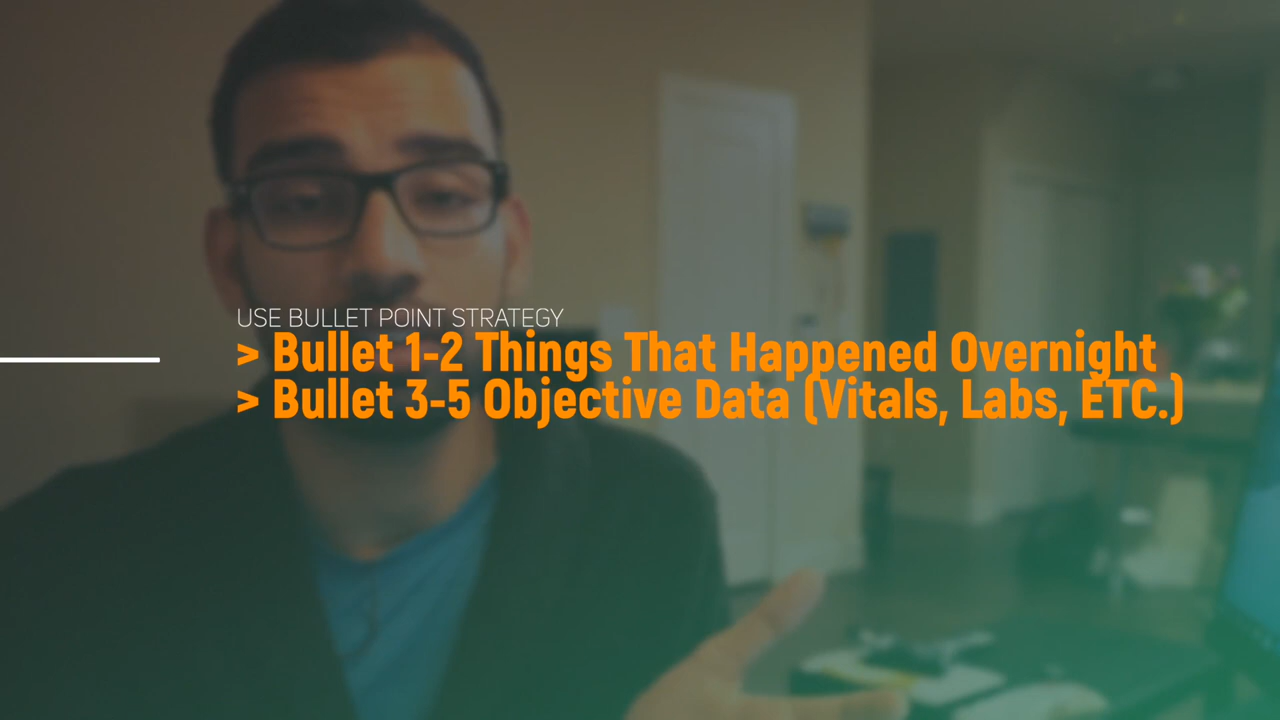 USE BULLET POINT STRATEGY
> Bullet 1-2 Things That Happened Overnight
> Bullet 3-5 Objective Data (Vitals, Labs, ETC.)